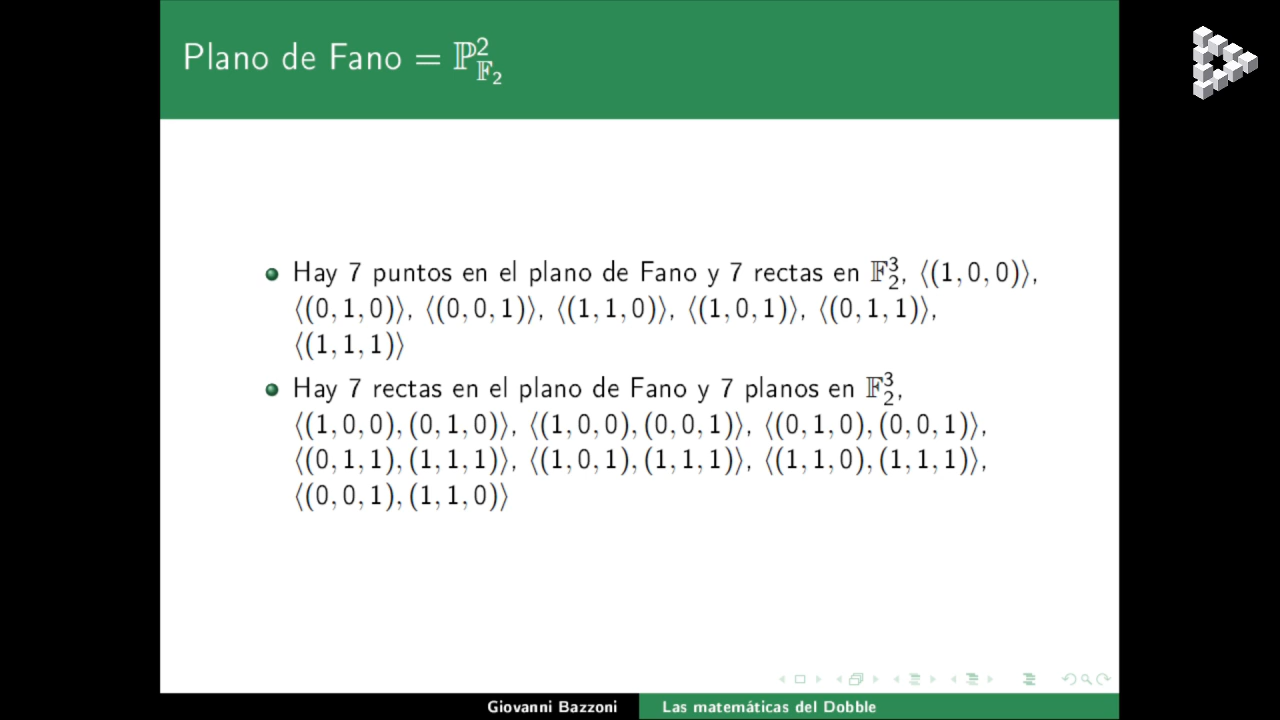 Plano de Fano = ℙ²_𝔽₂
Hay 7 puntos en el plano de Fano y 7 rectas en 𝔽₂³, ⟨(1, 0, 0)⟩,
⟨(0, 1, 0)⟩, ⟨(0, 0, 1)⟩, ⟨(1, 1, 0)⟩, ⟨(1, 0, 1)⟩, ⟨(0, 1, 1)⟩,
⟨(1, 1, 1)⟩
Hay 7 rectas en el plano de Fano y 7 planos en 𝔽₂³,
⟨(1, 0, 0), (0, 1, 0)⟩, ⟨(1, 0, 0), (0, 0, 1)⟩, ⟨(0, 1, 0), (0, 0, 1)⟩,
⟨(0, 1, 1), (1, 1, 1)⟩, ⟨(1, 0, 1), (1, 1, 1)⟩, ⟨(1, 1, 0), (1, 1, 1)⟩,
⟨(0, 0, 1), (1, 1, 0)⟩
Giovanni Bazzoni
Las matemáticas del Dobble